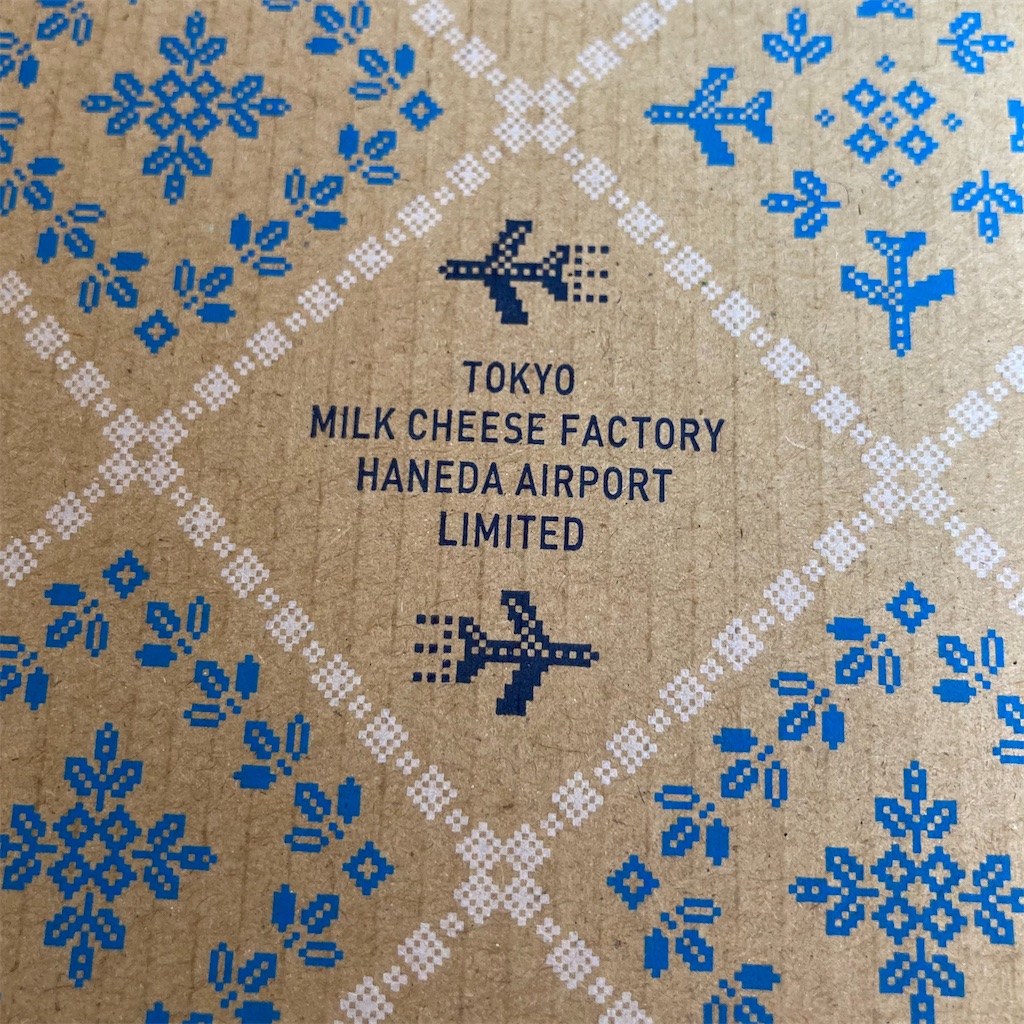 TOKYO
MILK CHEESE FACTORY
HANEDA AIRPORT
LIMITED